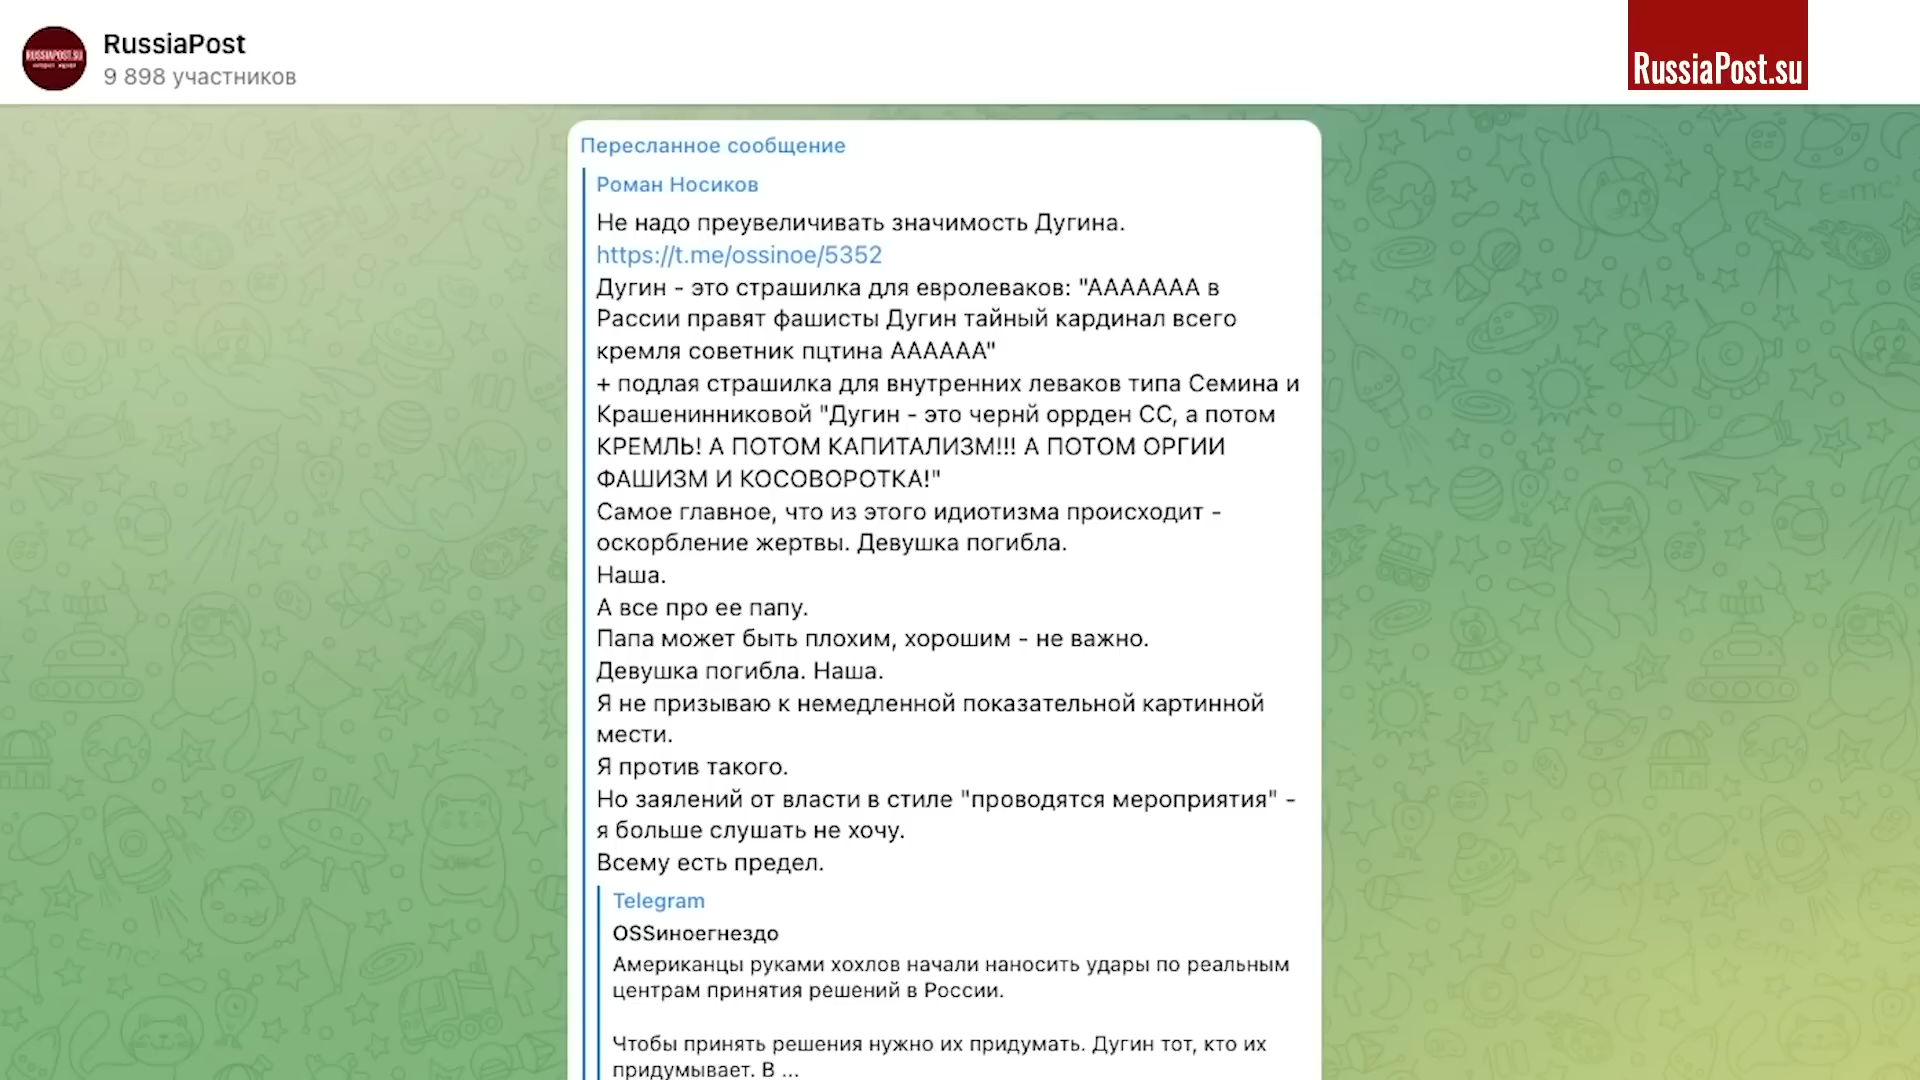 RussiaPost
9 898 участников
RussiaPost.su
RUSSIAPOST.SU
Пересланное сообщение
Роман Носиков
Не надо преувеличивать значимость Дугина.
https://t.me/ossinoe/5352
Дугин - это страшилка для евролеваков: "ААААААА в
Рассии правят фашисты Дугин тайный кардинал всего
кремля советник пцтина АААААА"
+ подлая страшилка для внутренних леваков типа Семина и
Крашенинниковой "Дугин - это чернй оррден СС, а потом
КРЕМЛЬ! А ПОТОМ КАПИТАЛИЗМ!!! А ПОТОМ ОРГИИ
ФАШИЗМ И КОСОВОРОТКА!"
Самое главное, что из этого идиотизма происходит -
оскорбление жертвы. Девушка погибла.
Наша.
А все про ее папу.
Папа может быть плохим, хорошим - не важно.
Девушка погибла. Наша.
Я не призываю к немедленной показательной картинной
мести.
Я против такого.
Но заялений от власти в стиле "проводятся мероприятия" -
я больше слушать не хочу.
Всему есть предел.
Telegram
OSSиноегнездо
Американцы руками хохлов начали наносить удары по реальным
центрам принятия решений в России.
Чтобы принять решения нужно их придумать. Дугин тот, кто их
придумывает. В ...